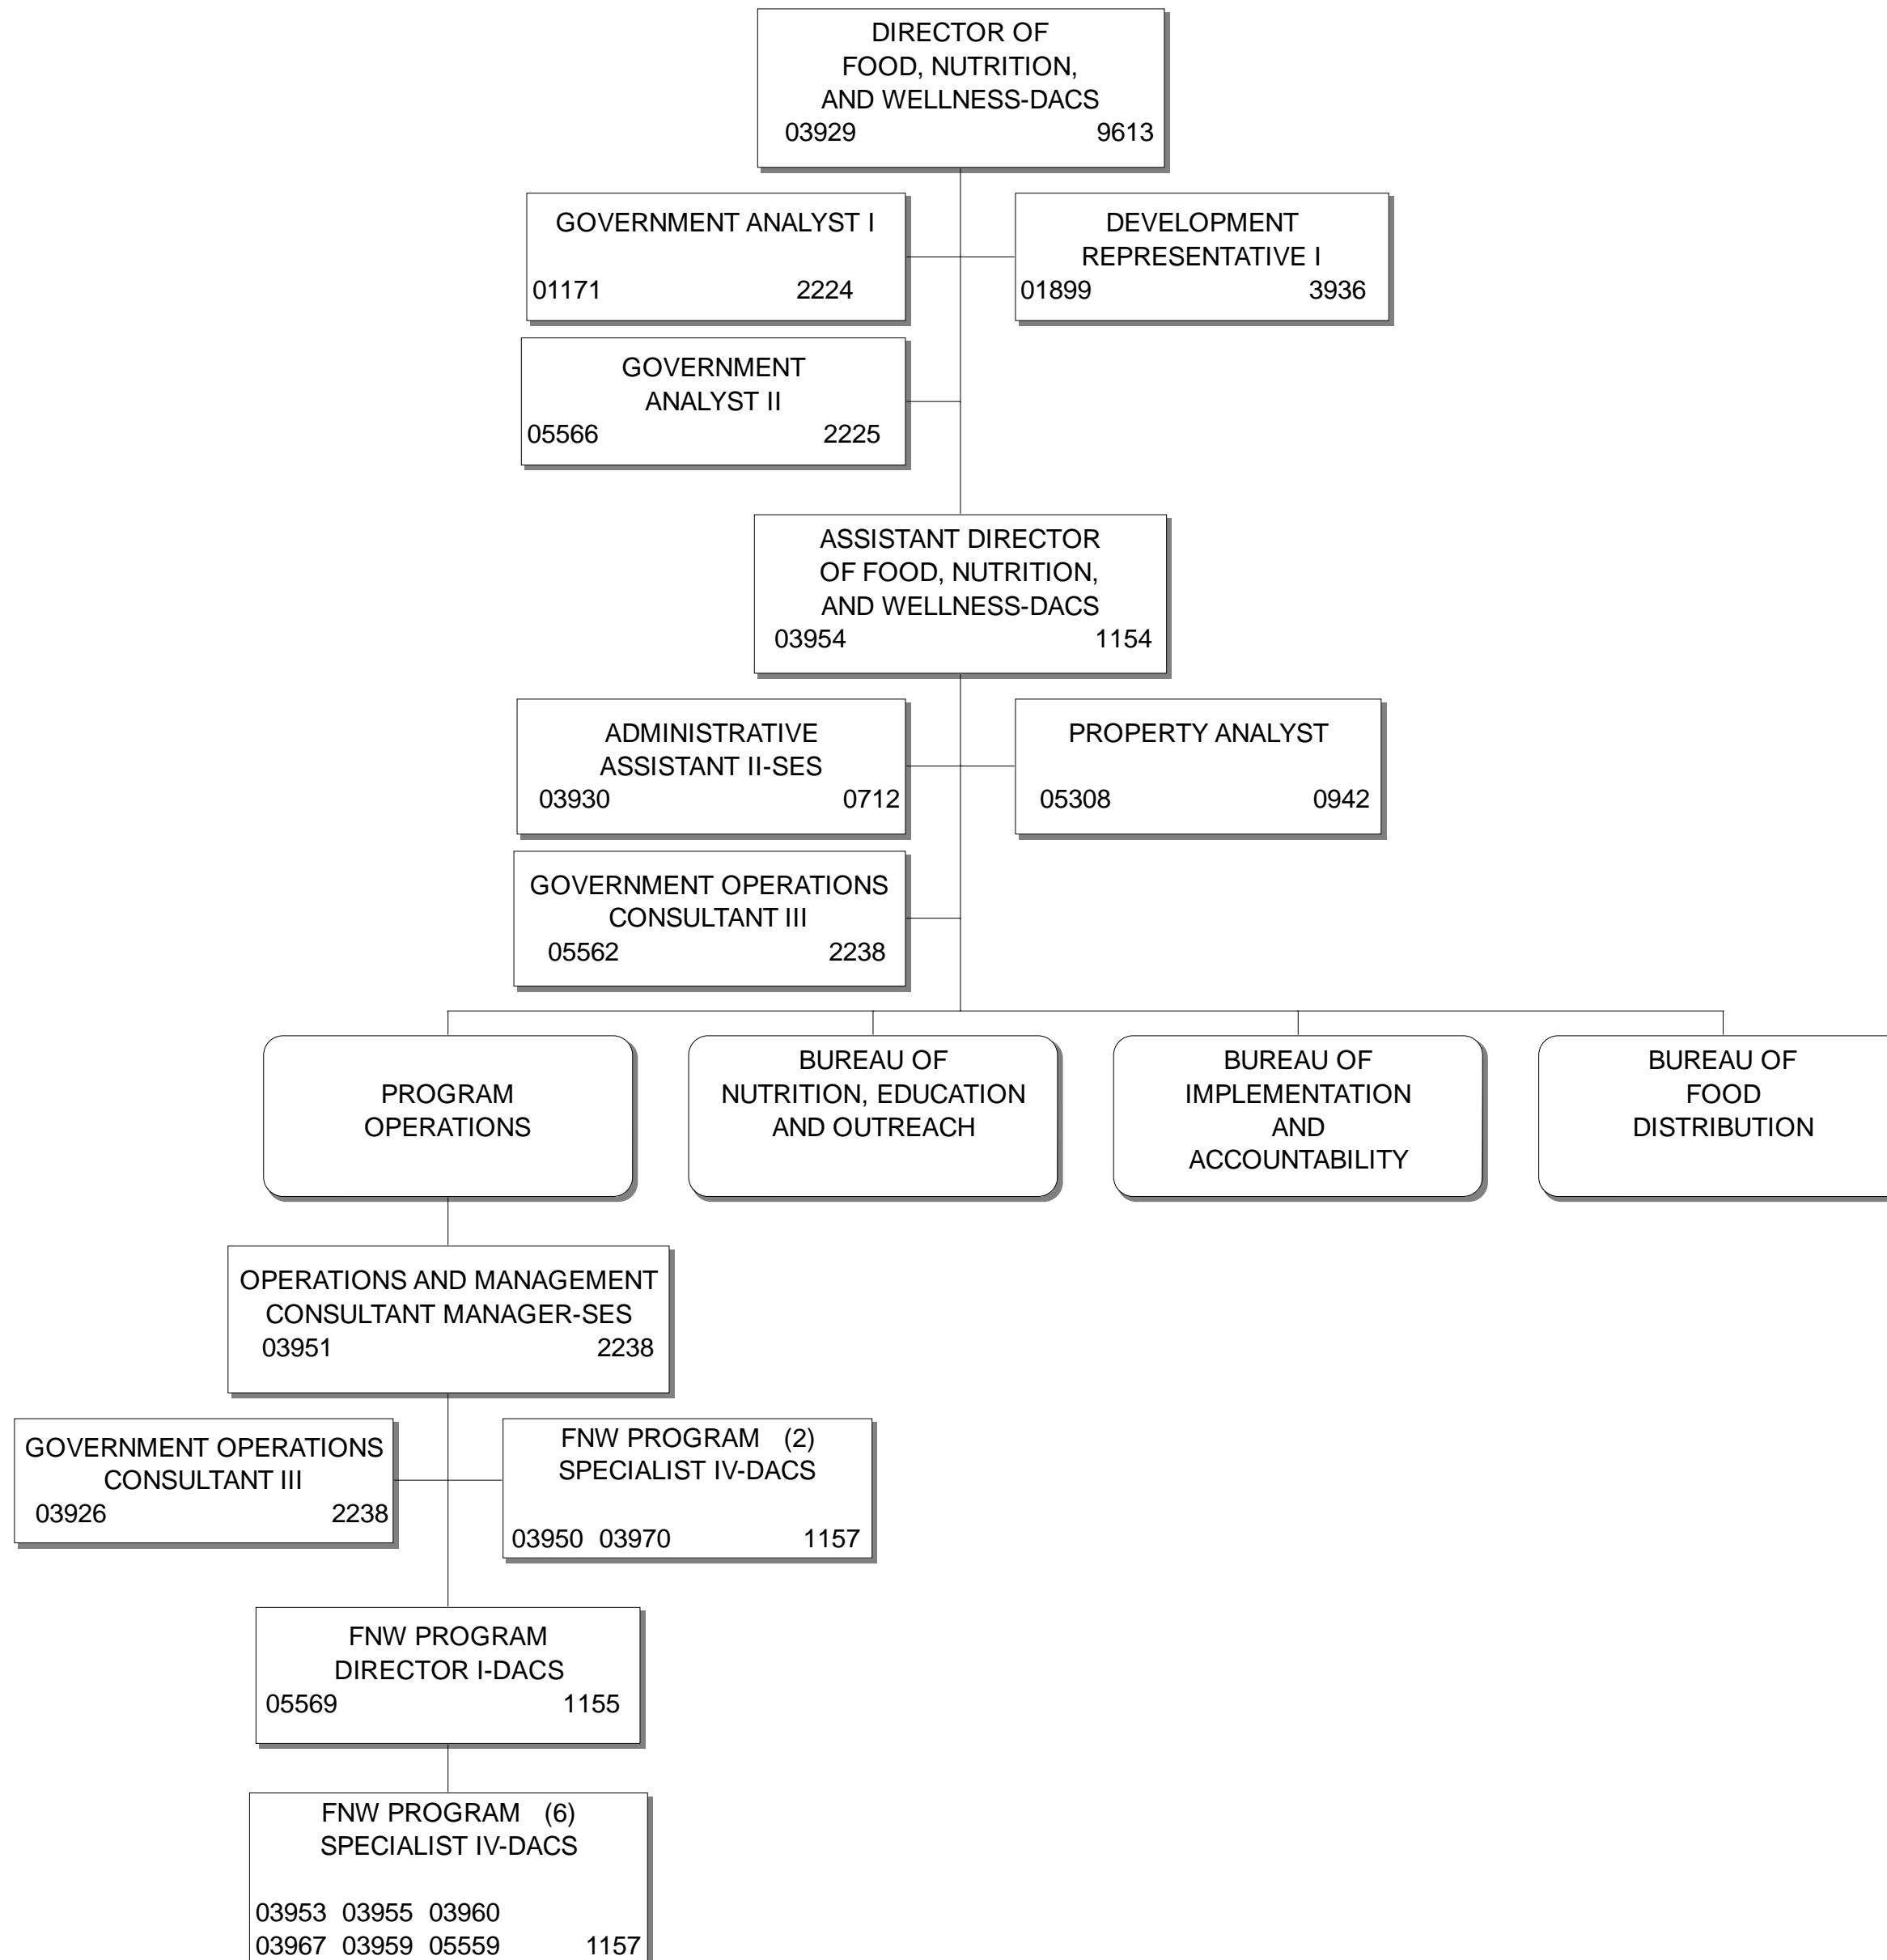 DIRECTOR OF
FOOD, NUTRITION,
AND WELLNESS-DACS
03929 9613
GOVERNMENT ANALYST I
01171 2224
DEVELOPMENT
REPRESENTATIVE I
01899 3936
GOVERNMENT
ANALYST II
05566 2225
ASSISTANT DIRECTOR
OF FOOD, NUTRITION,
AND WELLNESS-DACS
03954 1154
ADMINISTRATIVE
ASSISTANT II-SES
03930 0712
PROPERTY ANALYST
05308 0942
GOVERNMENT OPERATIONS
CONSULTANT III
05562 2238
PROGRAM
OPERATIONS
BUREAU OF
NUTRITION, EDUCATION
AND OUTREACH
BUREAU OF
IMPLEMENTATION
AND
ACCOUNTABILITY
BUREAU OF
FOOD
DISTRIBUTION
OPERATIONS AND MANAGEMENT
CONSULTANT MANAGER-SES
03951 2238
GOVERNMENT OPERATIONS
CONSULTANT III
03926 2238
FNW PROGRAM (2)
SPECIALIST IV-DACS
03950 03970 1157
FNW PROGRAM
DIRECTOR I-DACS
05569 1155
FNW PROGRAM (6)
SPECIALIST IV-DACS
03953 03955 03960
03967 03959 05559 1157